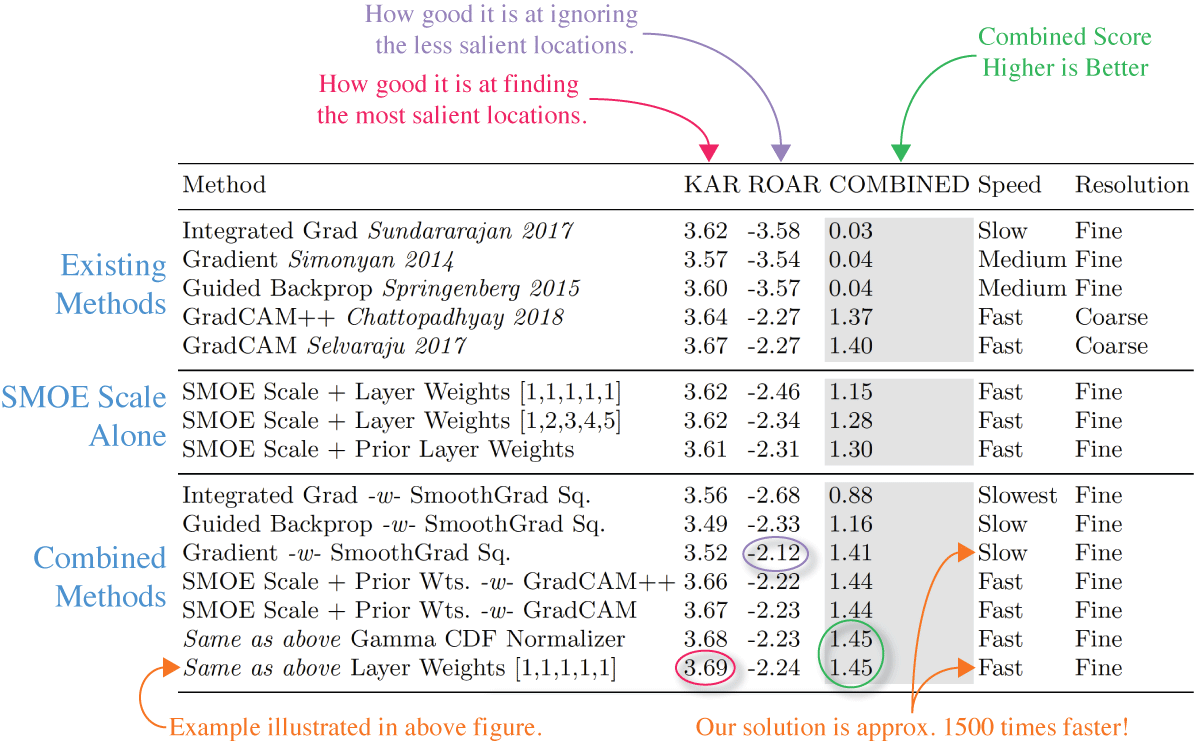 How good it is at ignoring
the less salient locations.
Combined Score
Higher is Better
How good it is at finding
the most salient locations.
Method KAR ROAR COMBINED Speed Resolution
Existing
Methods
Integrated Grad Sundararajan 2017 3.62 -3.58 0.03 Slow Fine
Gradient Simonyan 2014 3.57 -3.54 0.04 Medium Fine
Guided Backprop Springenberg 2015 3.60 -3.57 0.04 Medium Fine
GradCAM++ Chattopadhyay 2018 3.64 -2.27 1.37 Fast Coarse
GradCAM Selvaraju 2017 3.67 -2.27 1.40 Fast Coarse
SMOE Scale
Alone
SMOE Scale + Layer Weights [1,1,1,1,1] 3.62 -2.46 1.15 Fast Fine
SMOE Scale + Layer Weights [1,2,3,4,5] 3.62 -2.34 1.28 Fast Fine
SMOE Scale + Prior Layer Weights 3.61 -2.31 1.30 Fast Fine
Combined
Methods
Integrated Grad -w- SmoothGrad Sq. 3.56 -2.68 0.88 Slowest Fine
Guided Backprop -w- SmoothGrad Sq. 3.49 -2.33 1.16 Slow Fine
Gradient -w- SmoothGrad Sq. 3.52 -2.12 1.41 Slow Fine
SMOE Scale + Prior Wts. -w- GradCAM++ 3.66 -2.22 1.44 Fast Fine
SMOE Scale + Prior Wts. -w- GradCAM 3.67 -2.23 1.44 Fast Fine
Same as above Gamma CDF Normalizer 3.68 -2.23 1.45 Fast Fine
Same as above Layer Weights [1,1,1,1,1] 3.69 -2.24 1.45 Fast Fine
Example illustrated in above figure.
Our solution is approx. 1500 times faster!